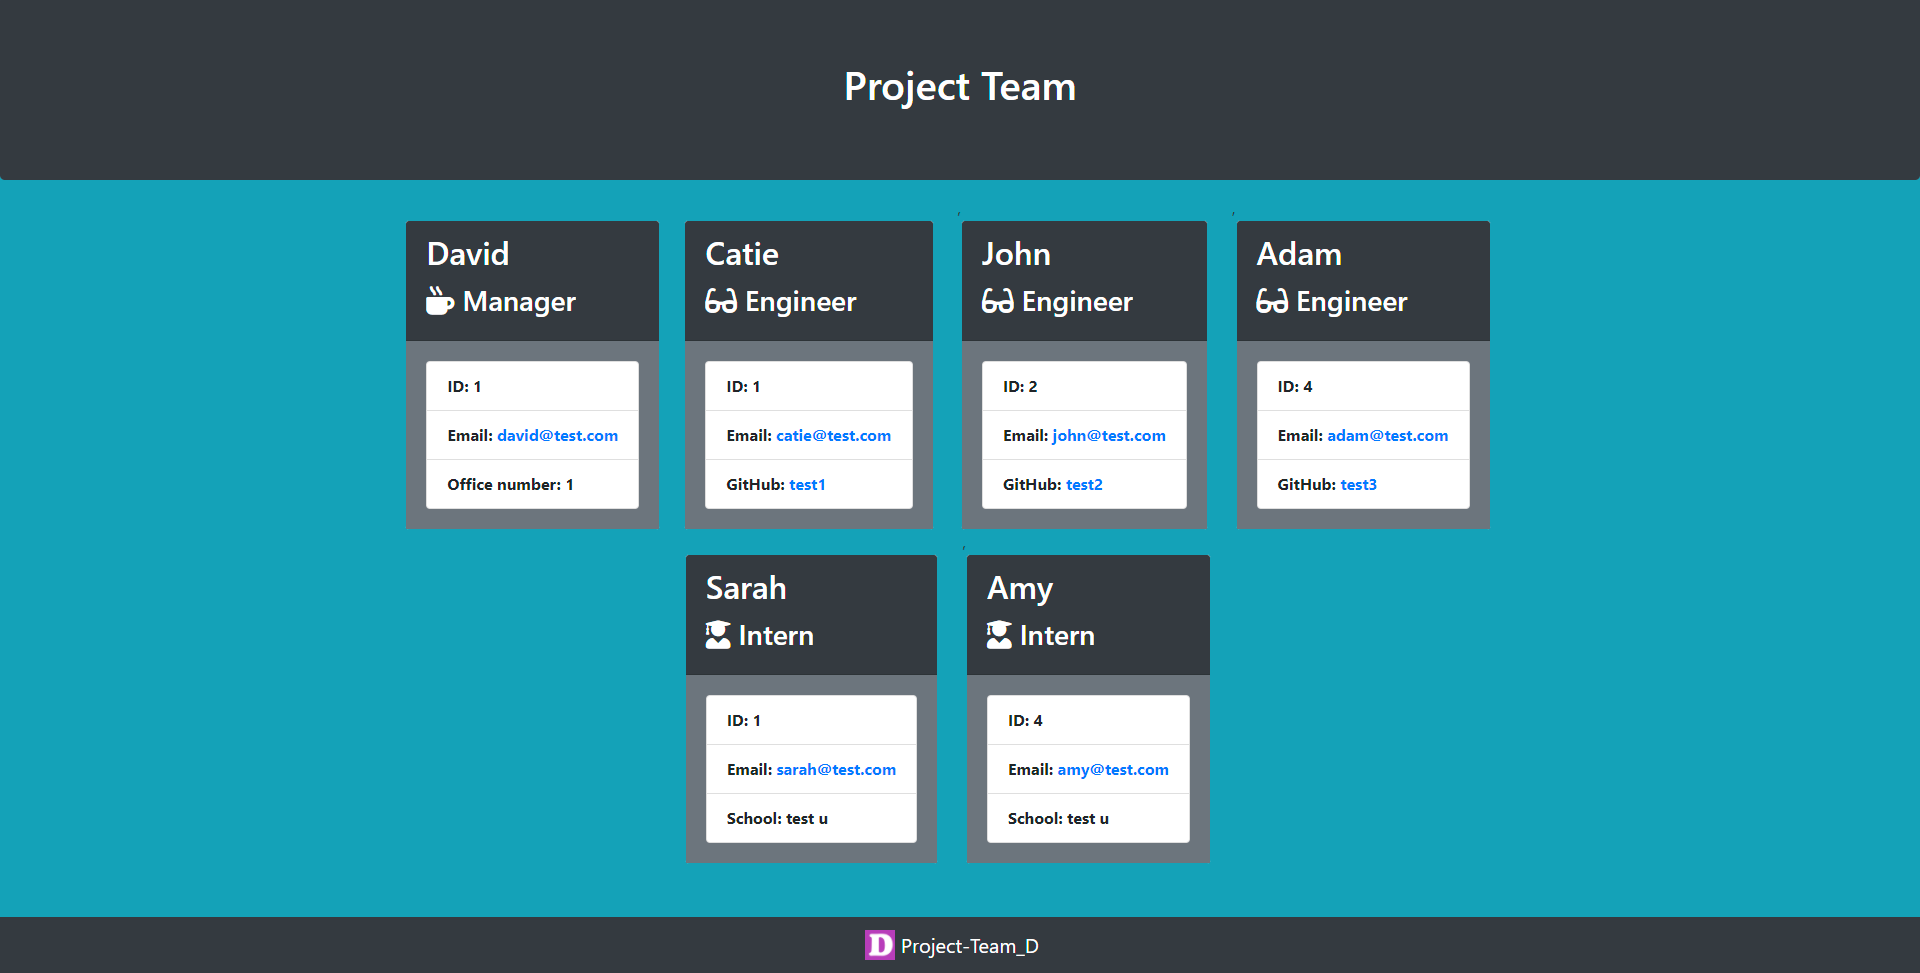 Project Team
David
Manager
ID: 1
Email: david@test.com
Office number: 1
Catie
Engineer
ID: 1
Email: catie@test.com
GitHub: test1
,
John
Engineer
ID: 2
Email: john@test.com
GitHub: test2
,
Adam
Engineer
ID: 4
Email: adam@test.com
GitHub: test3
Sarah
Intern
ID: 1
Email: sarah@test.com
School: test u
,
Amy
Intern
ID: 4
Email: amy@test.com
School: test u
D Project-Team_D